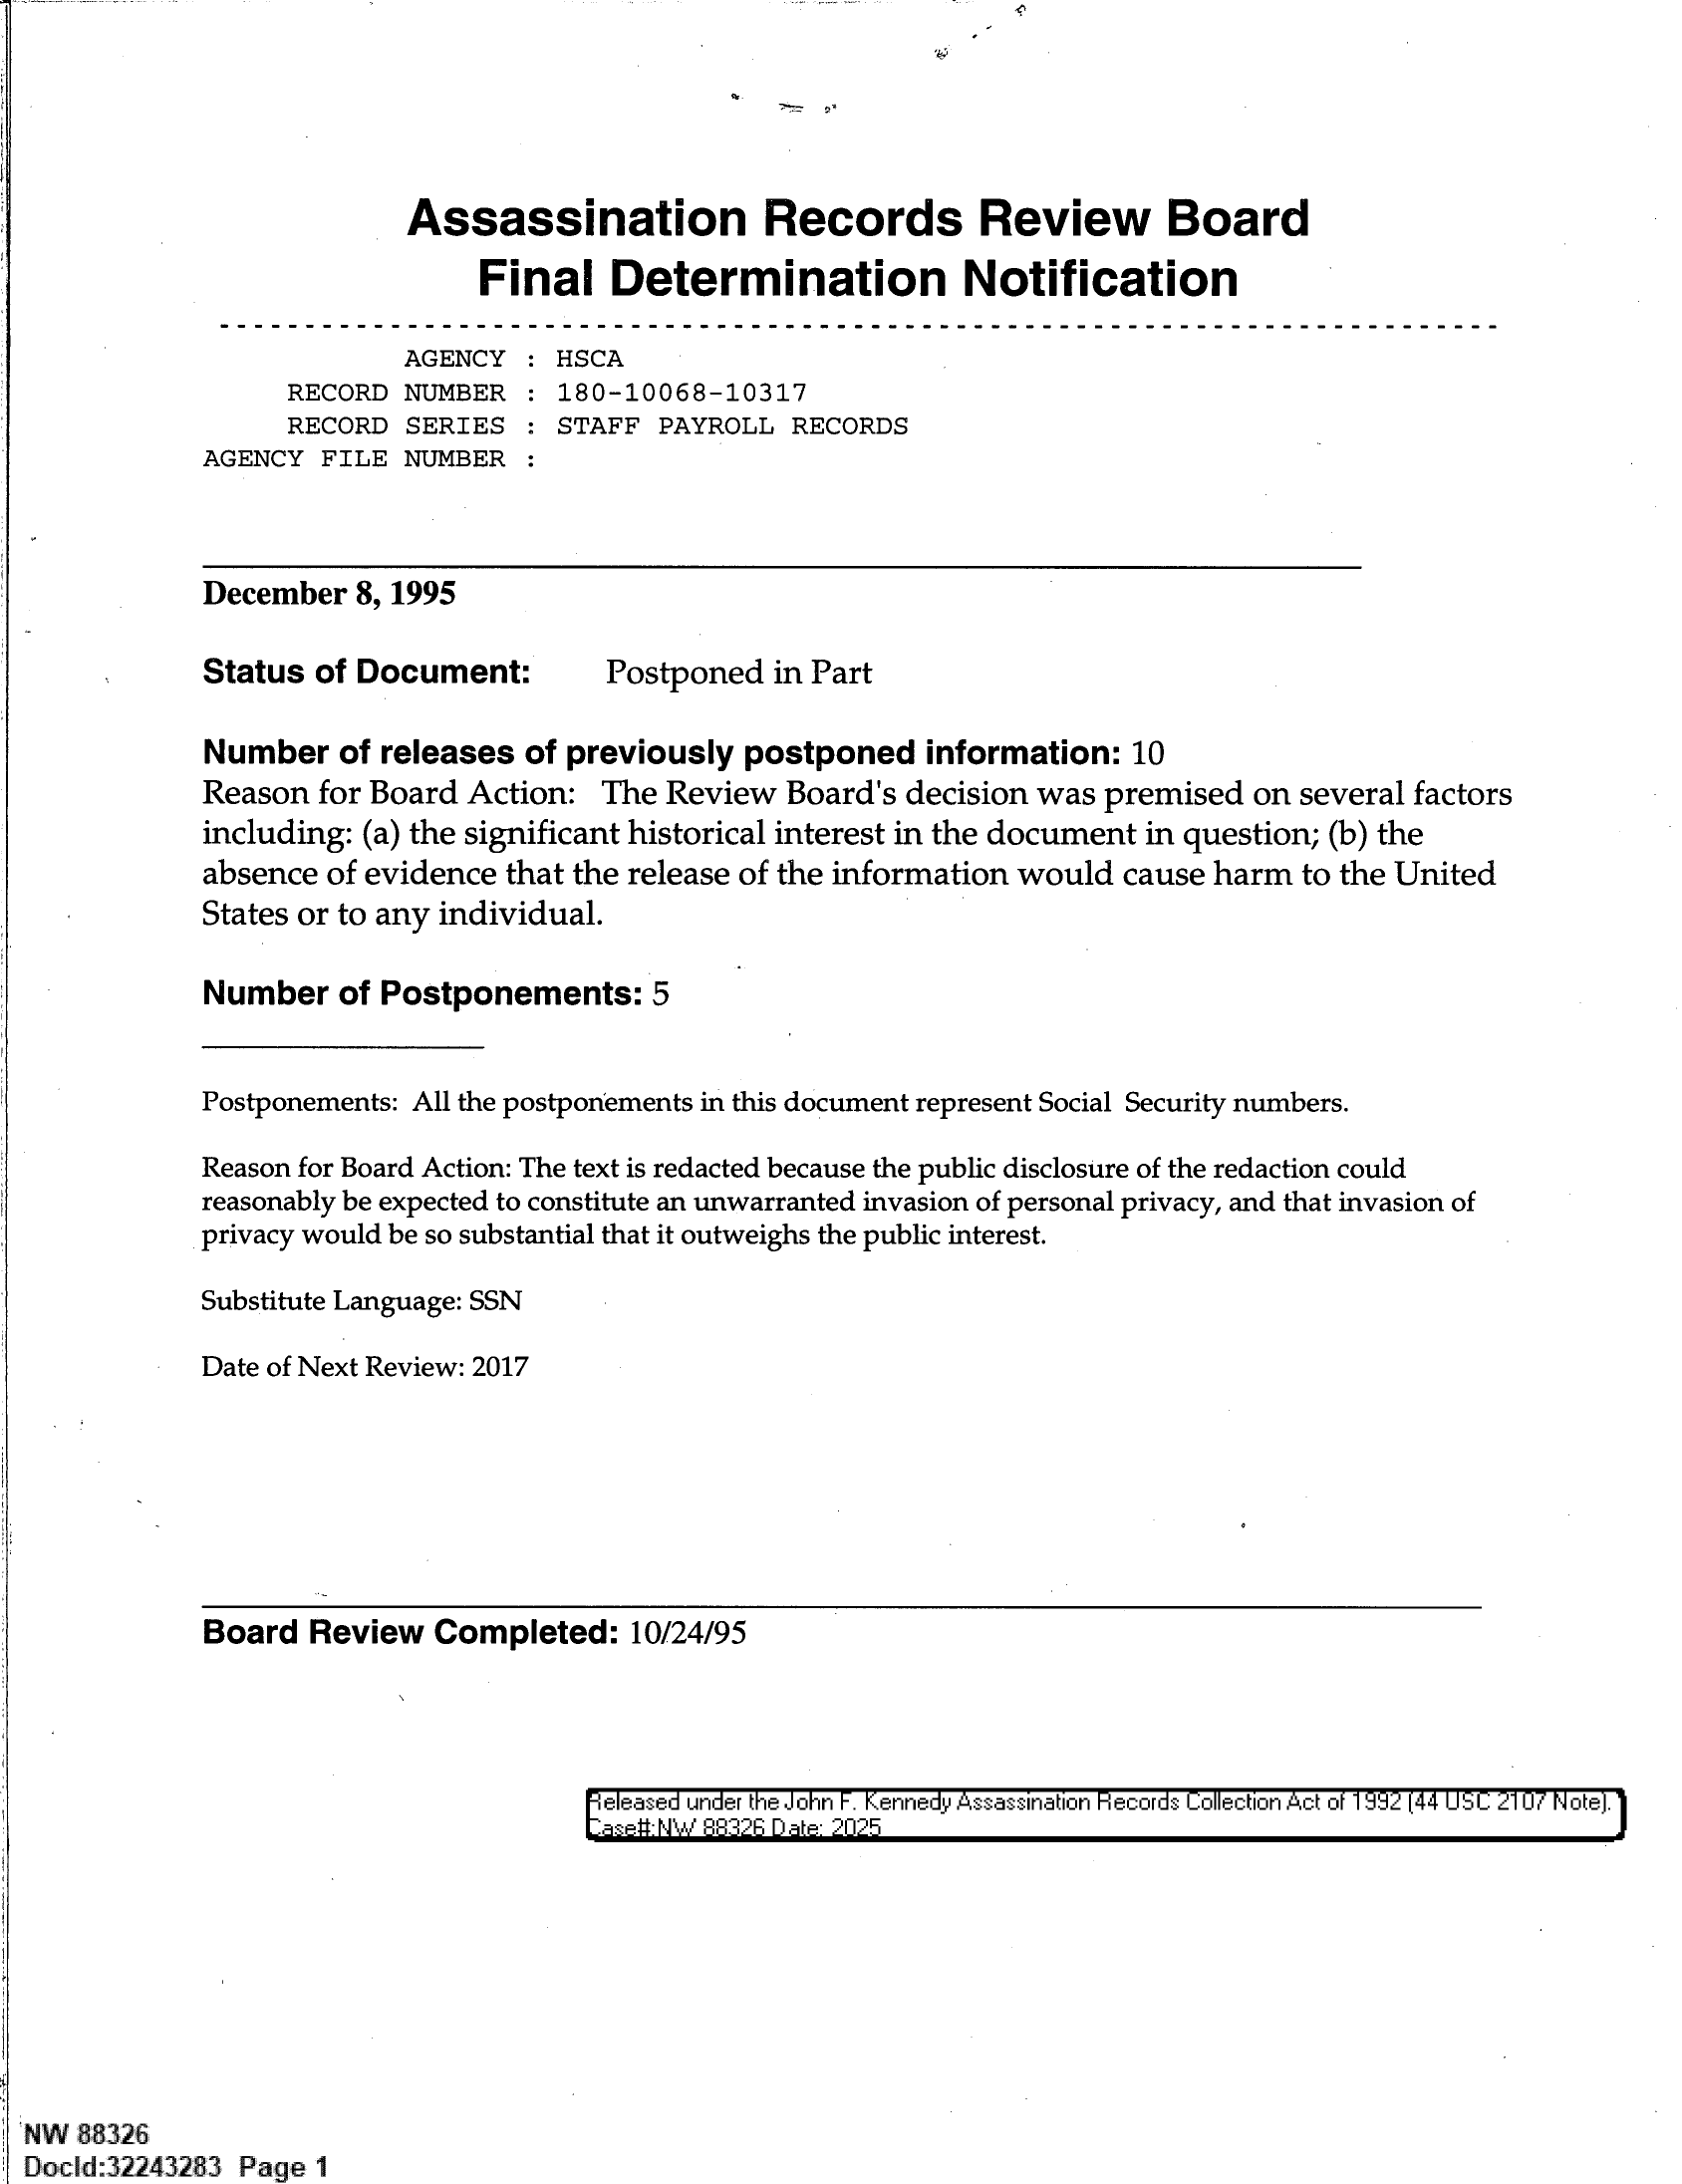 Assassination Records Review Board
Final Determination Notification
AGENCY : HSCA
RECORD NUMBER : 180-10068-10317
RECORD SERIES : STAFF PAYROLL RECORDS
AGENCY FILE NUMBER :
December 8, 1995
Status of Document: Postponed in Part
Number of releases of previously postponed information: 10
Reason for Board Action: The Review Board's decision was premised on several factors
including: (a) the significant historical interest in the document in question; (b) the
absence of evidence that the release of the information would cause harm to the United
States or to any individual.
Number of Postponements: 5
Postponements: All the postponements in this document represent Social Security numbers.
Reason for Board Action: The text is redacted because the public disclosure of the redaction could
reasonably be expected to constitute an unwarranted invasion of personal privacy, and that invasion of
privacy would be so substantial that it outweighs the public interest.
Substitute Language: SSN
Date of Next Review: 2017
Board Review Completed: 10/24/95
Released under the John F. Kennedy Assassination Records Collection Act of 1992 (44 USC 2107 Note).
Case#:NW 88326 Date: 2025
NW 88326
DocId:32243283 Page 1